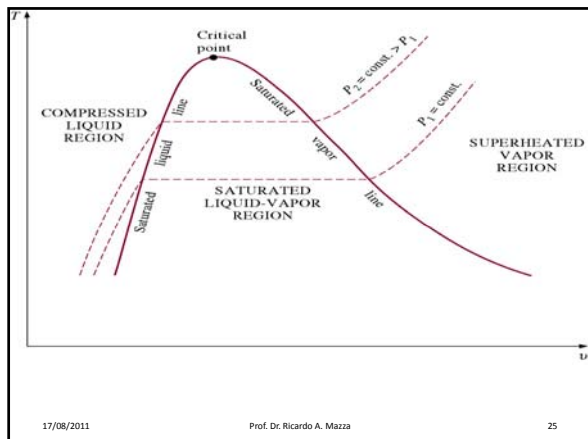 T
Critical
point
P₂ = const. > P₁
P₁ = const.
COMPRESSED
LIQUID
REGION
Saturated
liquid
line
Saturated
vapor
line
SUPERHEATED
VAPOR
REGION
SATURATED
LIQUID-VAPOR
REGION
υ
17/08/2011
Prof. Dr. Ricardo A. Mazza
25